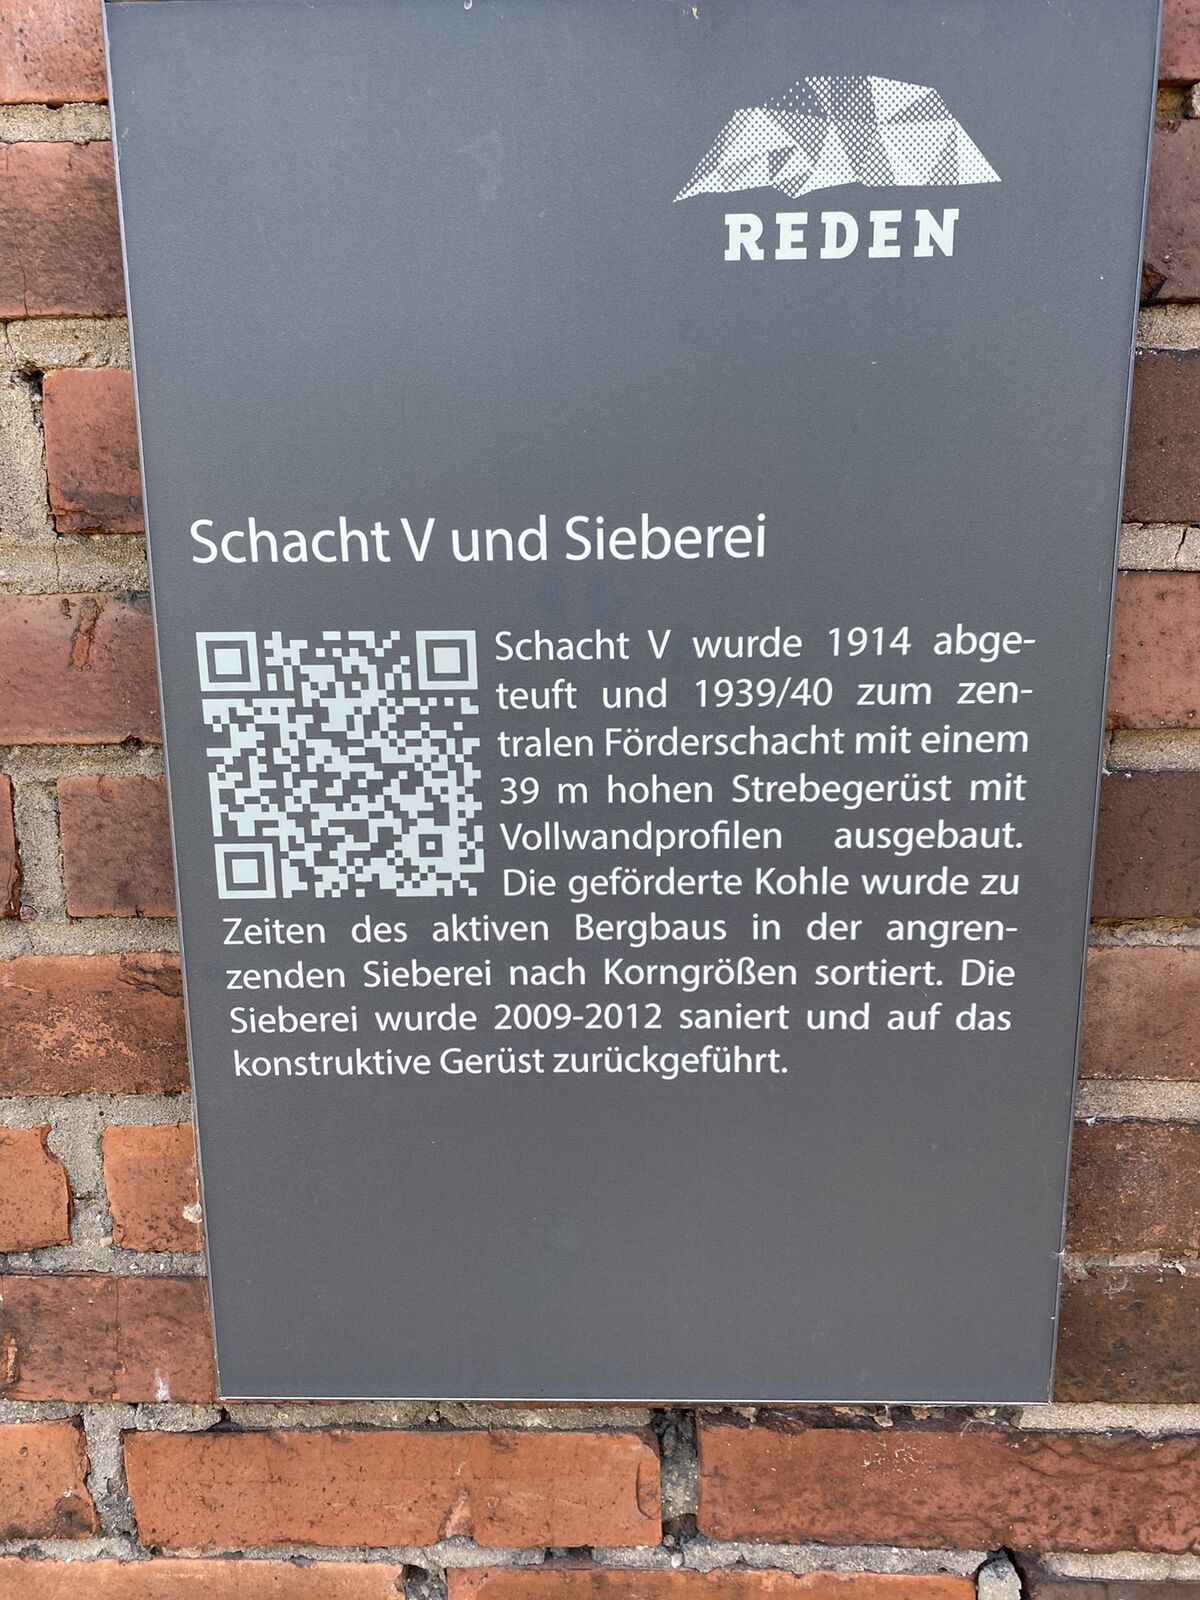 REDEN
Schacht V und Sieberei
Schacht V wurde 1914 abge-
teuft und 1939/40 zum zen-
tralen Förderschacht mit einem
39 m hohen Strebegerüst mit
Vollwandprofilen ausgebaut.
Die geförderte Kohle wurde zu
Zeiten des aktiven Bergbaus in der angren-
zenden Sieberei nach Korngrößen sortiert. Die
Sieberei wurde 2009-2012 saniert und auf das
konstruktive Gerüst zurückgeführt.